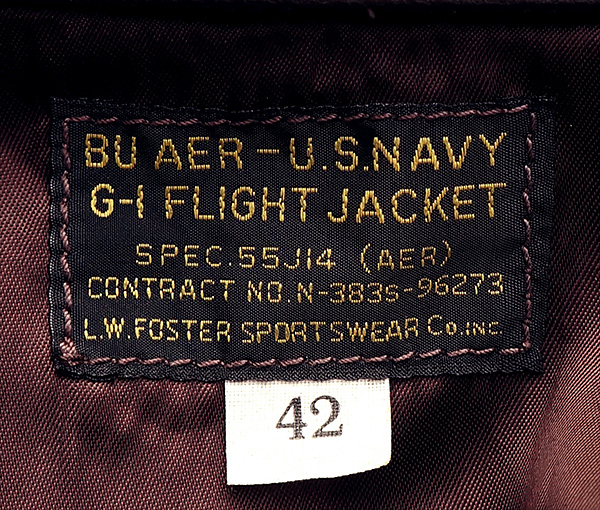 BU AER – U.S.NAVY
G-1 FLIGHT JACKET
SPEC.55J14 (AER)
CONTRACT NO.N-383s-96273
L.W.FOSTER SPORTSWEAR Co.INC.
42